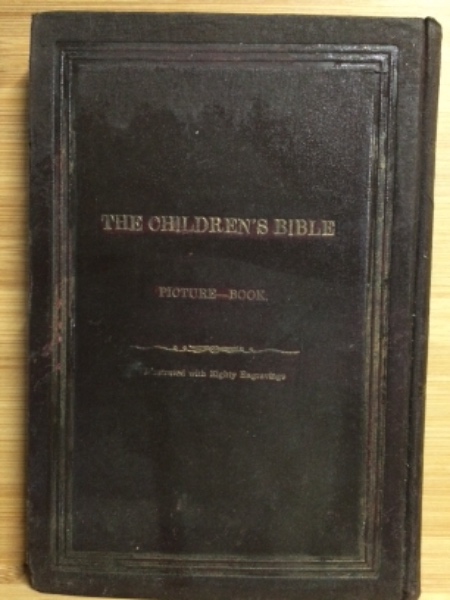 THE CHILDREN'S BIBLE
PICTURE—BOOK.
Illustrated with Eighty Engravings